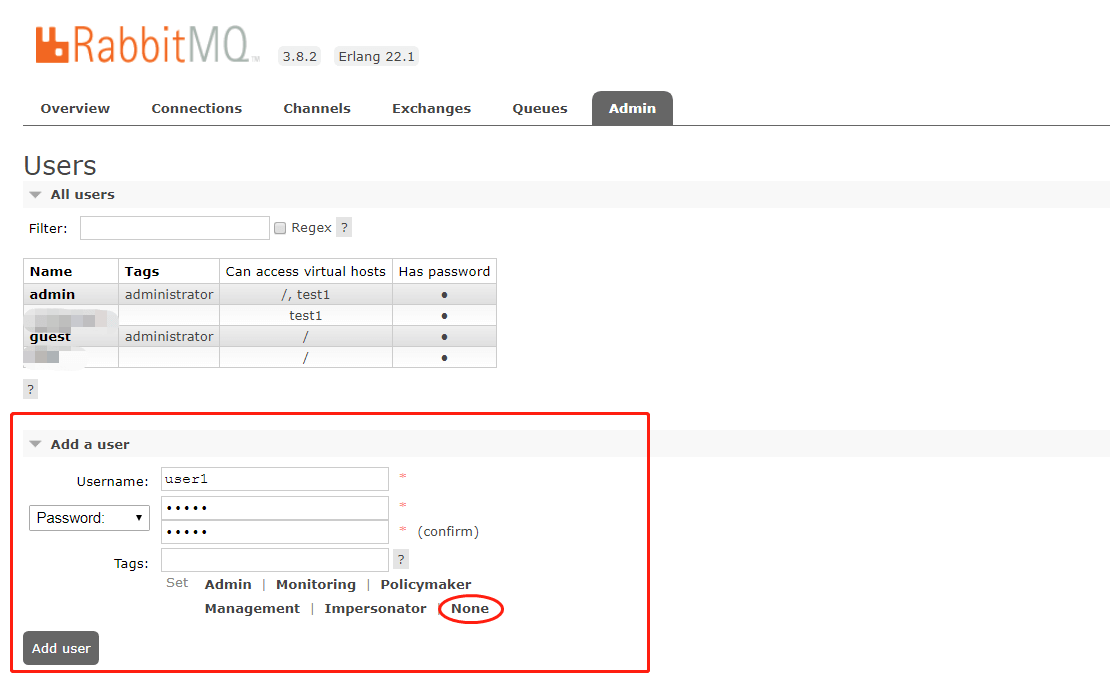 RabbitMQ TM 3.8.2 Erlang 22.1
Overview Connections Channels Exchanges Queues Admin
Users
All users
Filter: Regex ?
Name Tags Can access virtual hosts Has password
admin administrator /, test1 ●
test1 ●
guest administrator / ●
/ ●
?
Add a user
Username: user1 *
Password: ••••• *
••••• * (confirm)
Tags: ?
Set Admin | Monitoring | Policymaker
Management | Impersonator | None
Add user